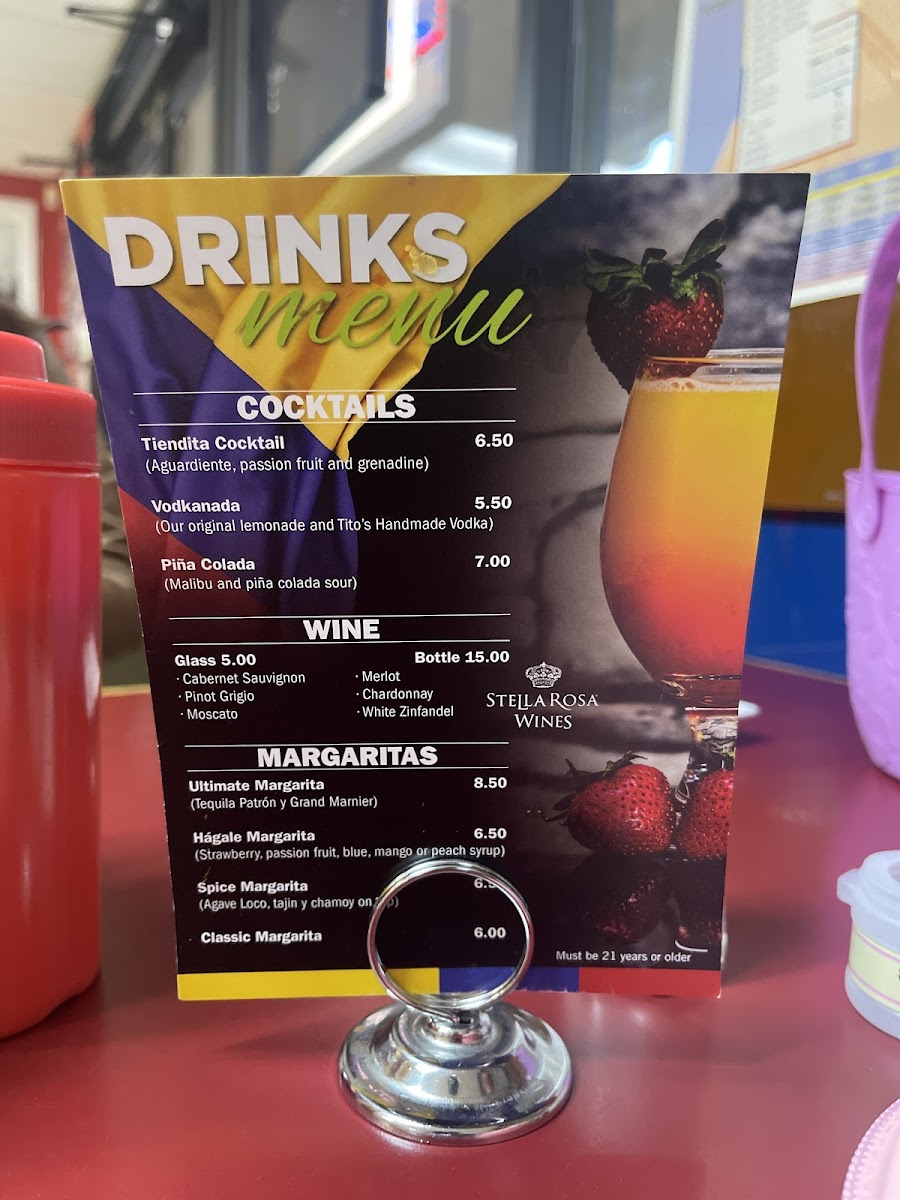 DRINKS
menu
COCKTAILS
Tiendita Cocktail 6.50
(Aguardiente, passion fruit and grenadine)
Vodkanada 5.50
(Our original lemonade and Tito's Handmade Vodka)
Piña Colada 7.00
(Malibu and piña colada sour)
WINE
Glass 5.00 Bottle 15.00
· Cabernet Sauvignon · Merlot
· Pinot Grigio · Chardonnay
· Moscato · White Zinfandel
STELLA ROSA
WINES
MARGARITAS
Ultimate Margarita 8.50
(Tequila Patrón y Grand Marnier)
Hágale Margarita 6.50
(Strawberry, passion fruit, blue, mango or peach syrup)
Spice Margarita
(Agave Loco, tajin y chamoy on
Classic Margarita 6.00
Must be 21 years or older